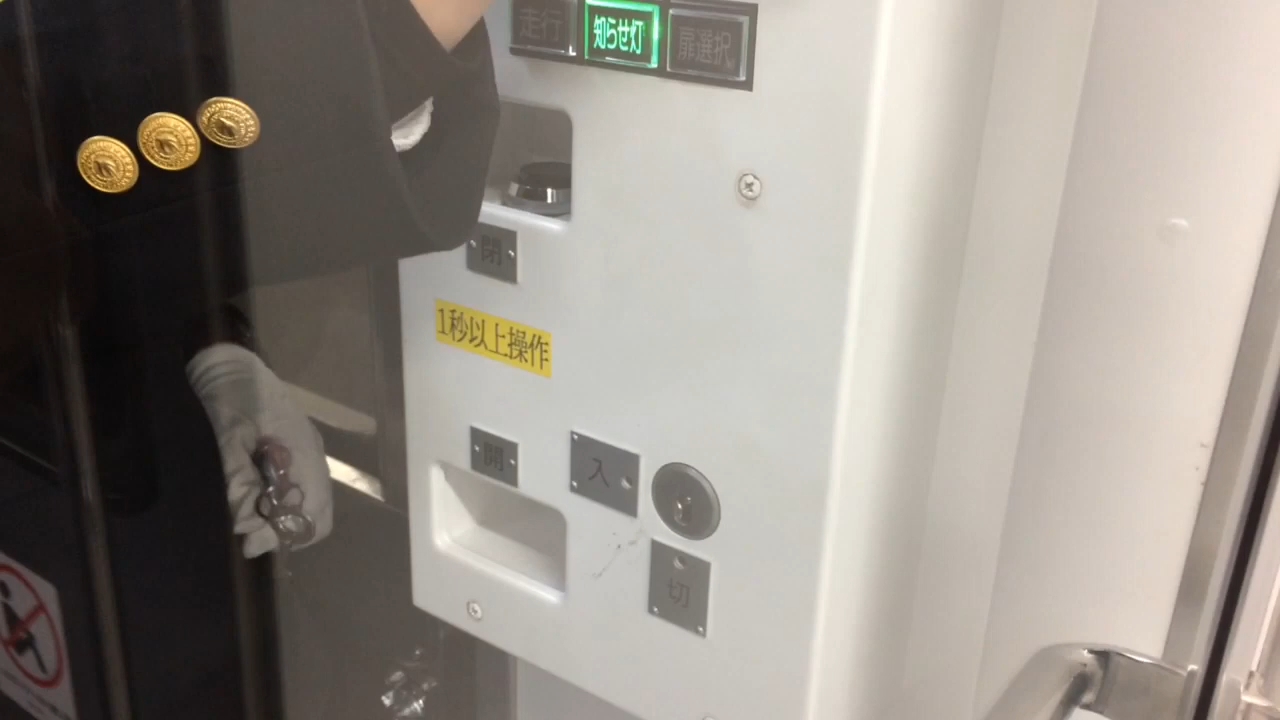 走行 知らせ灯 扉選択
閉
1秒以上操作
開
入
切